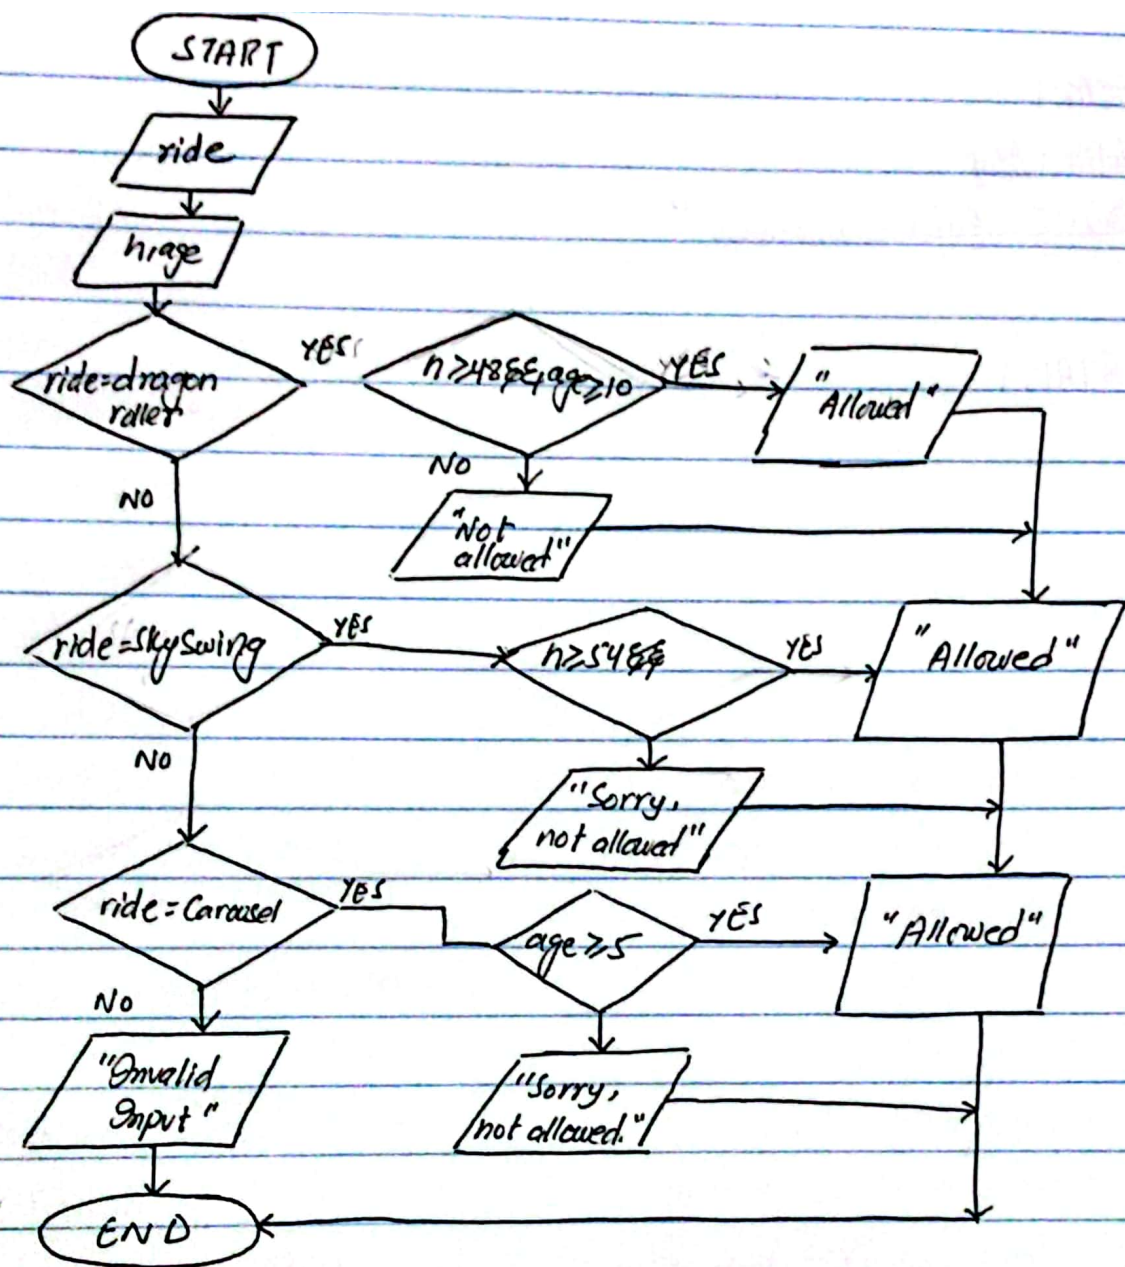 START
ride
h,age
ride=dragon
roller
YES
h≥48&&age≥10
YES
"
Allowed"
NO
NO
"Not
allowed"
ride=SkySwing
YES
h≥54&&
YES
"Allowed"
NO
"Sorry,
not allowed"
ride=Carousel
YES
age≥5
YES
"Allowed"
NO
"Invalid
Input"
"Sorry,
not allowed."
END